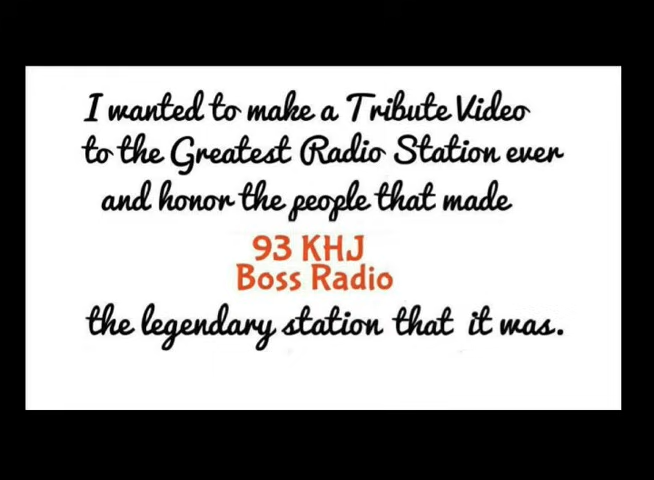 I wanted to make a Tribute Video
to the Greatest Radio Station ever
and honor the people that made
93 KHJ
Boss Radio
the legendary station that it was.